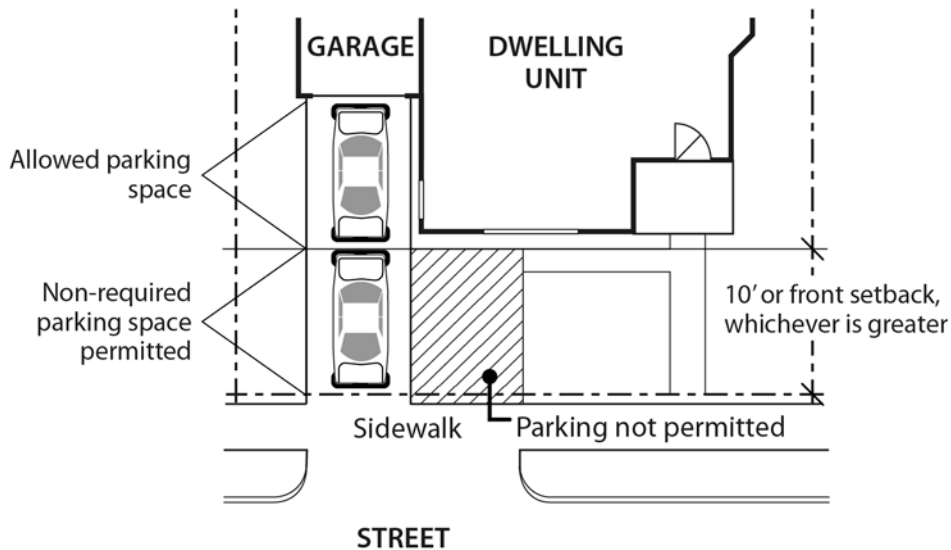 GARAGE
DWELLING
UNIT
Allowed parking
space
Non-required
parking space
permitted
10’ or front setback,
whichever is greater
Sidewalk
Parking not permitted
STREET